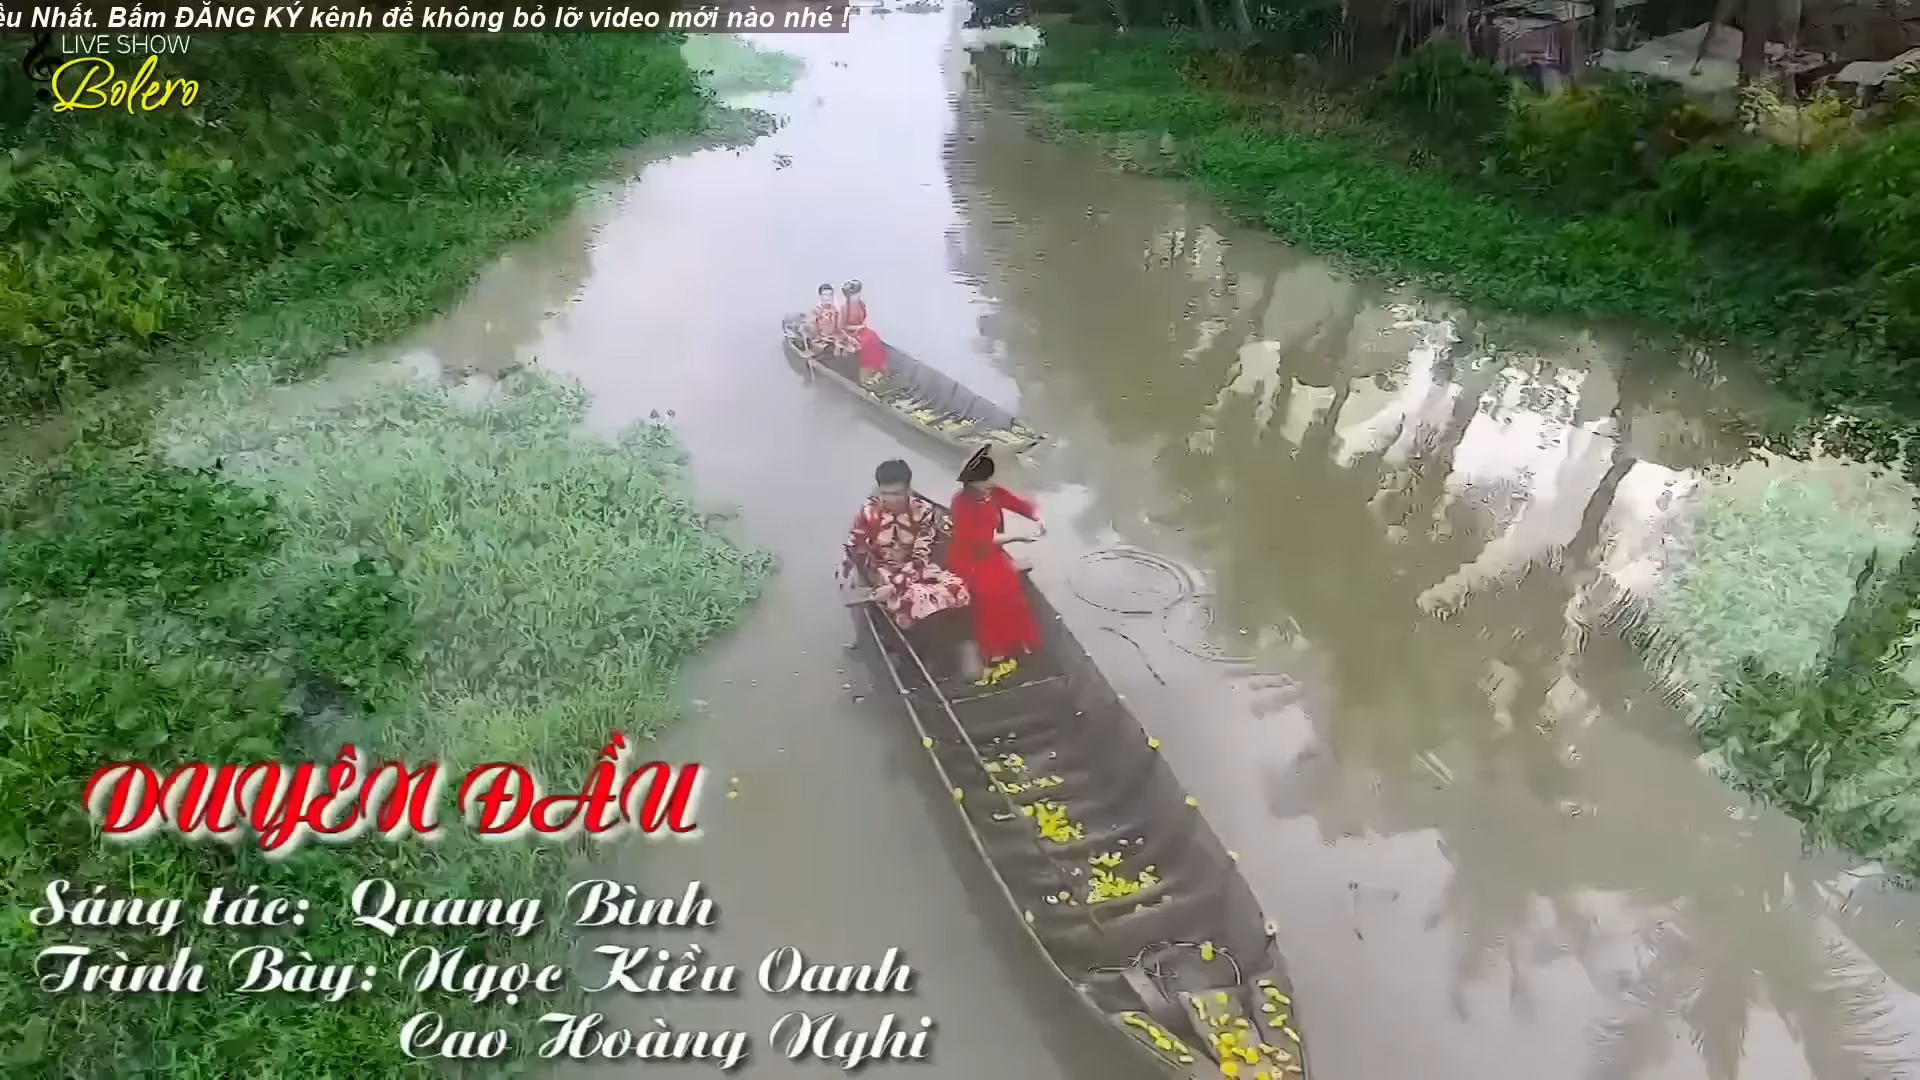 Nhất. Bấm ĐĂNG KÝ kênh để không bỏ lỡ video mới nào nhé !
LIVE SHOW
Bolero
DUYÊN ĐẦU
Sáng tác: Quang Bình
Trình Bày: Ngọc Kiều Oanh
Cao Hoàng Nghi